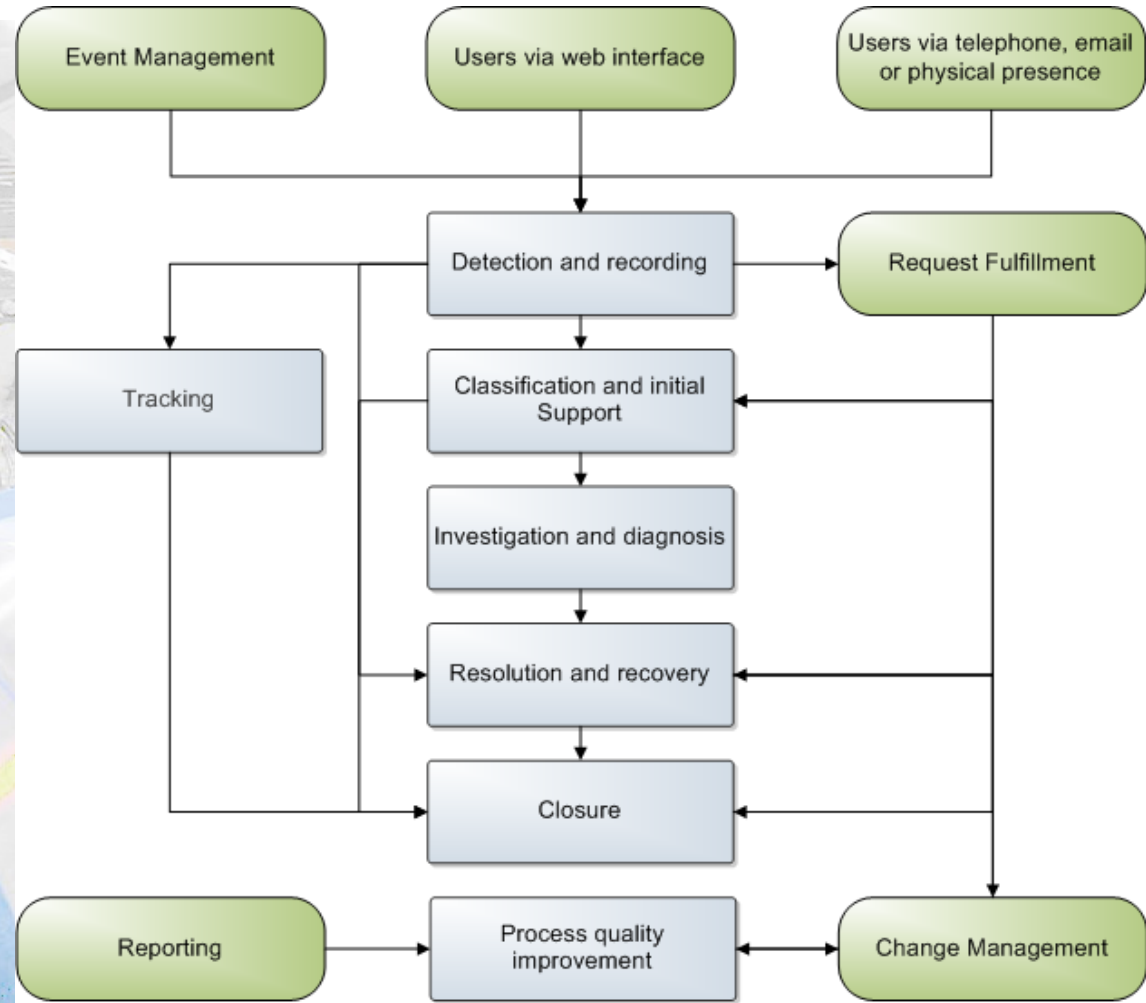 Event Management
Users via web interface
Users via telephone, email
or physical presence
Detection and recording
Request Fulfillment
Tracking
Classification and initial
Support
Investigation and diagnosis
Resolution and recovery
Closure
Reporting
Process quality
improvement
Change Management